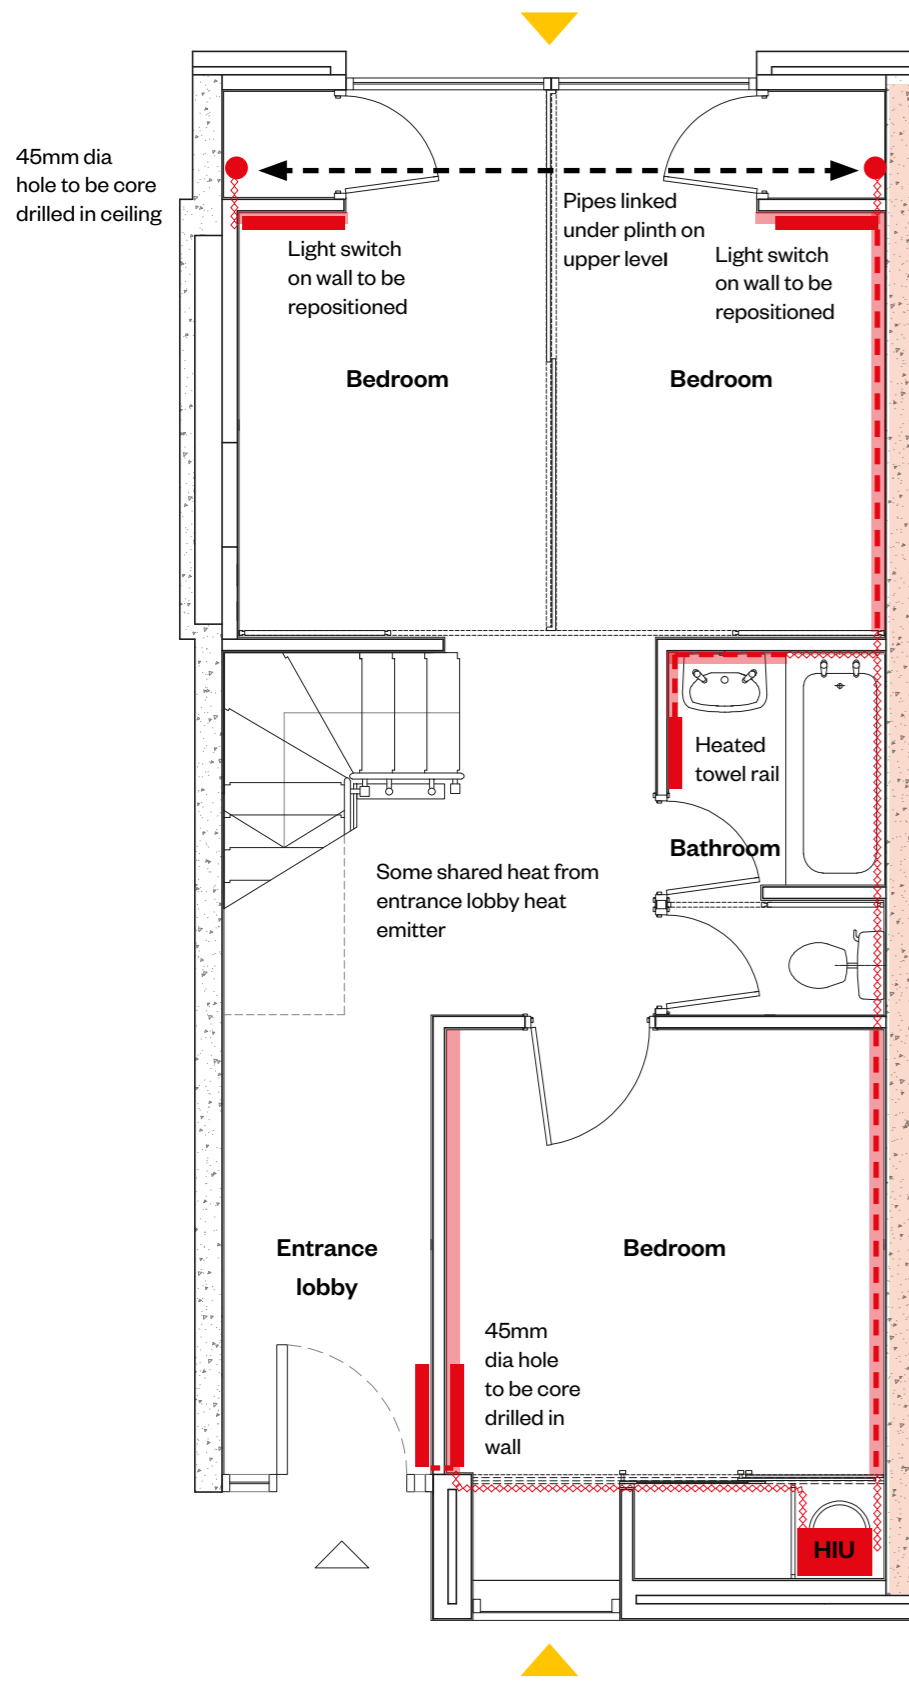 45mm dia
hole to be core
drilled in ceiling
Pipes linked
under plinth on
upper level
Light switch
on wall to be
repositioned
Light switch
on wall to be
repositioned
Bedroom
Bedroom
Heated
towel rail
Bathroom
Some shared heat from
entrance lobby heat
emitter
Entrance
lobby
Bedroom
45mm
dia hole
to be core
drilled in
wall
HIU